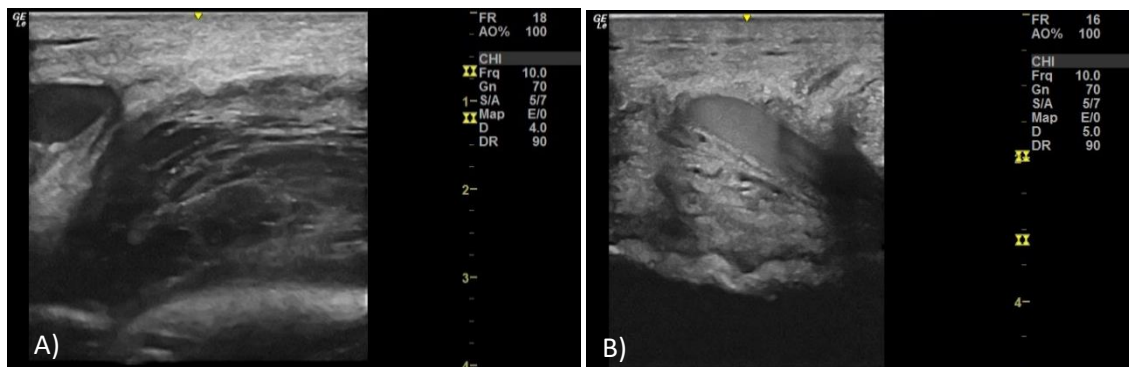 GE
Le
FR 18
AO% 100
CHI
Frq 10.0
Gn 70
S/A 5/7
Map E/0
D 4.0
DR 90
1
2
3
4
A)
GE
Le
FR 16
AO% 100
CHI
Frq 10.0
Gn 70
S/A 5/7
Map E/0
D 5.0
DR 90
4
B)